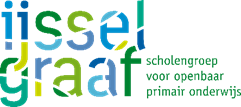 ijssel
graaf
scholengroep
voor openbaar
primair onderwijs